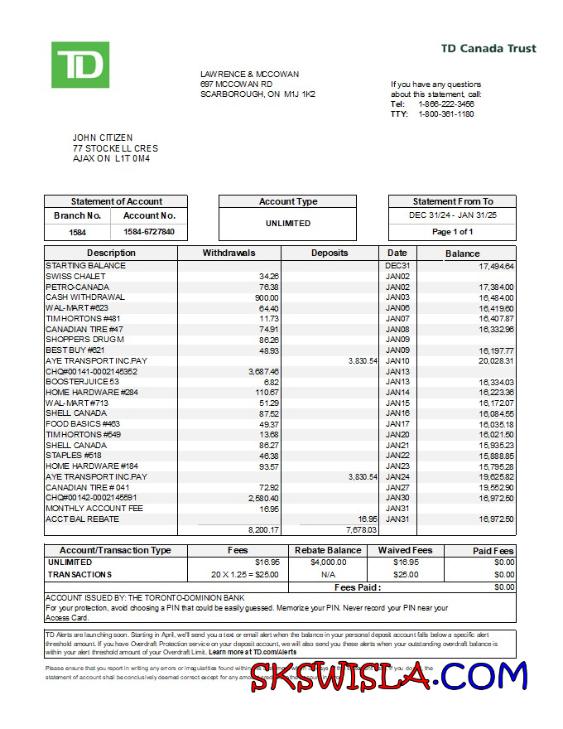 TD
TD Canada Trust
LAWRENCE & MCCOWAN
697 MCCOWAN RD
SCARBOROUGH, ON M1J 1K2
If you have any questions
about this statement, call:
Tel: 1-866-222-3456
TTY: 1-800-361-1180
JOHN CITIZEN
77 STOCKELL CRES
AJAX ON L1T 0M4
Statement of Account
Branch No. Account No.
1584 1584-6727840
Account Type
UNLIMITED
Statement From To
DEC 31/24 - JAN 31/25
Page 1 of 1
Description Withdrawals Deposits Date Balance
STARTING BALANCE DEC31 17,494.64
SWISS CHALET 34.26 JAN02
PETRO-CANADA 76.38 JAN02 17,384.00
CASH WITHDRAWAL 900.00 JAN03 16,484.00
WAL-MART #623 64.40 JAN06 16,419.60
TIM HORTONS #481 11.73 JAN07 16,407.87
CANADIAN TIRE #47 74.91 JAN08 16,332.96
SHOPPERS DRUG M 86.26 JAN09
BEST BUY #621 48.93 JAN09 16,197.77
AYE TRANSPORT INC.PAY 3,830.54 JAN10 20,028.31
CHQ#00141-0002145352 3,687.46 JAN13
BOOSTERJUICE 53 6.82 JAN13 16,334.03
HOME HARDWARE #284 110.67 JAN14 16,223.36
WAL-MART #713 51.29 JAN15 16,172.07
SHELL CANADA 87.52 JAN16 16,084.55
FOOD BASICS #463 49.37 JAN17 16,035.18
TIM HORTONS #549 13.68 JAN20 16,021.50
SHELL CANADA 86.27 JAN21 15,935.23
STAPLES #518 46.38 JAN22 15,888.85
HOME HARDWARE #184 93.57 JAN23 15,795.28
AYE TRANSPORT INC.PAY 3,830.54 JAN24 19,625.82
CANADIAN TIRE # 041 72.92 JAN27 19,552.90
CHQ#00142-0002145591 2,580.40 JAN30 16,972.50
MONTHLY ACCOUNT FEE 16.95 JAN31
ACCT BAL REBATE 16.95 JAN31 16,972.50
8,200.17 7,678.03
Account/Transaction Type Fees Rebate Balance Waived Fees Paid Fees
UNLIMITED $16.95 $4,000.00 $16.95 $0.00
TRANSACTIONS 20 X 1.25 = $25.00 N/A $25.00 $0.00
Fees Paid : $0.00
ACCOUNT ISSUED BY: THE TORONTO-DOMINION BANK
For your protection, avoid choosing a PIN that could be easily guessed. Memorize your PIN. Never record your PIN near your
Access Card.
TD Alerts are launching soon. Starting in April, we'll send you a text or email alert when the balance in your personal deposit account falls below a specific alert
threshold amount. If you have Overdraft Protection service on your deposit account, we will also send you these alerts when your outstanding overdraft balance is
within your alert threshold amount of your Overdraft Limit. Learn more at TD.com/Alerts
Please ensure that you report in writing any errors or irregularities found within
statement of account shall be conclusively deemed correct except for any
SKSWISLA.COM